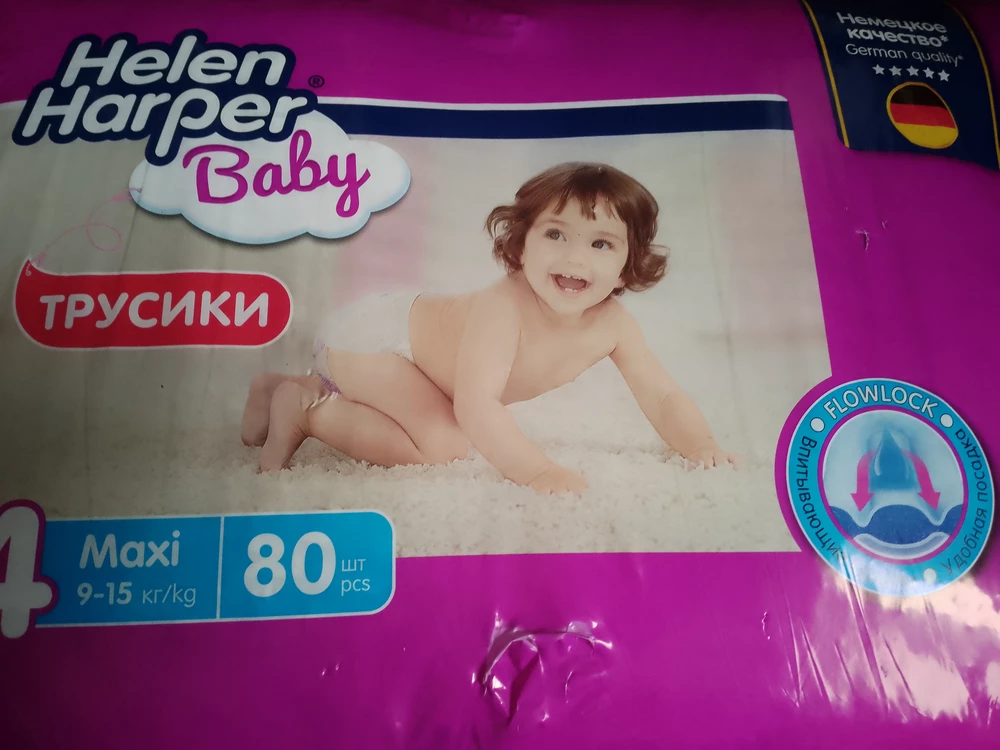 Helen
Harper®
Baby
Немецкое
качество*
German quality*
ТРУСИКИ
FLOWLOCK
Удобная посадка
4
Maxi
9-15 кг/kg
80 шт
pcs